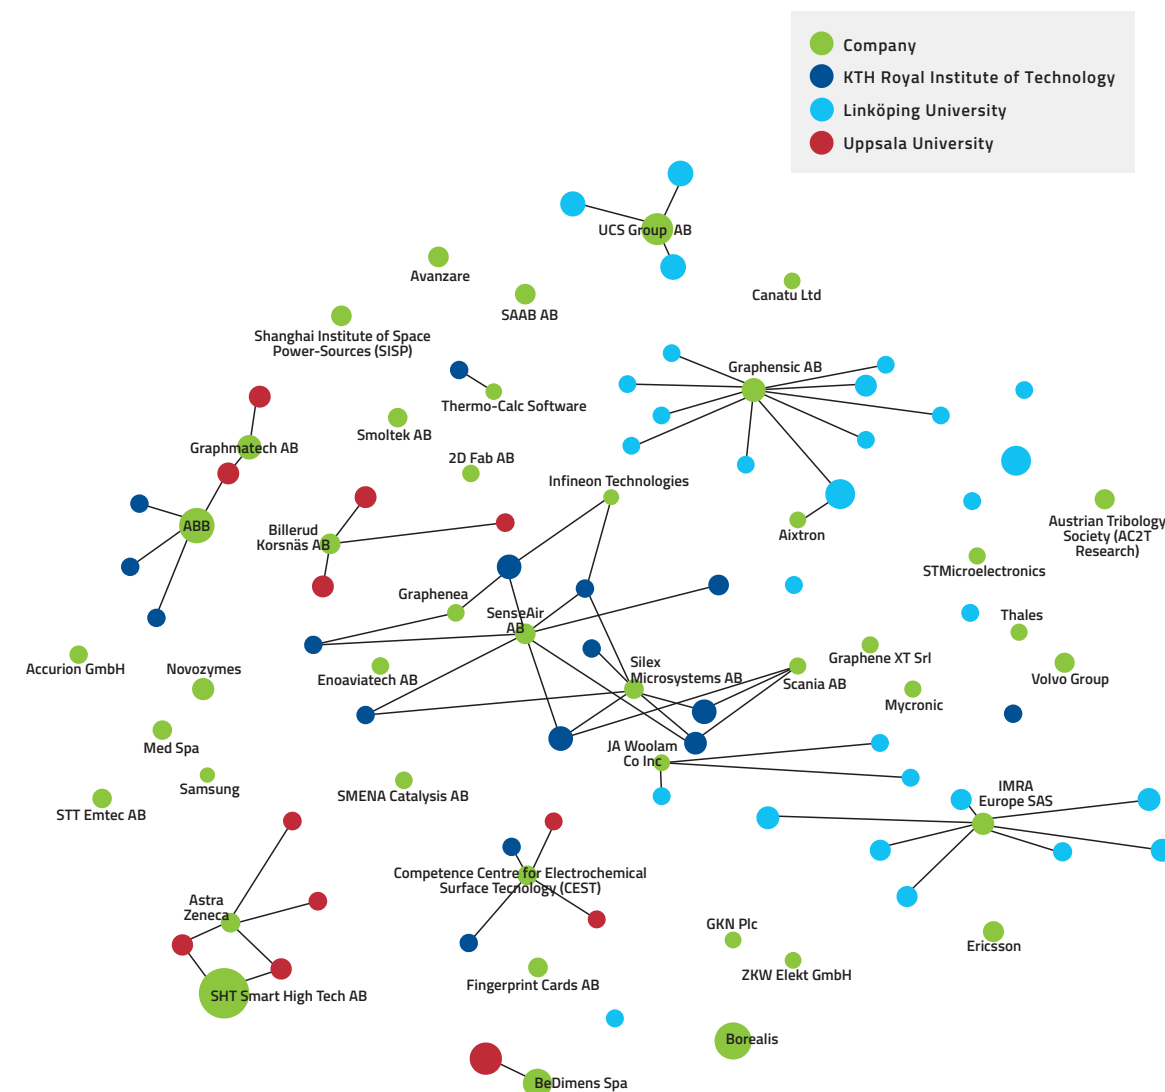 Company
KTH Royal Institute of Technology
Linköping University
Uppsala University
UCS Group AB
Avanzare
Canatu Ltd
SAAB AB
Shanghai Institute of Space
Power-Sources (SISP)
Graphensic AB
Thermo-Calc Software
Smoltek AB
Graphmatech AB
2D Fab AB
Infineon Technologies
ABB
Billerud
Korsnäs AB
Aixtron
Austrian Tribology
Society (AC2T
Research)
STMicroelectronics
Graphenea
SenseAir
AB
Thales
Accurion GmbH
Novozymes
Enoaviatech AB
Silex
Microsystems AB
Scania AB
Graphene XT Srl
Volvo Group
Mycronic
Med Spa
JA Woolam
Co Inc
Samsung
SMENA Catalysis AB
STT Emtec AB
IMRA
Europe SAS
Competence Centre for Electrochemical
Surface Tecnology (CEST)
Astra
Zeneca
GKN Plc
Ericsson
ZKW Elekt GmbH
Fingerprint Cards AB
SHT Smart High Tech AB
Borealis
BeDimens Spa